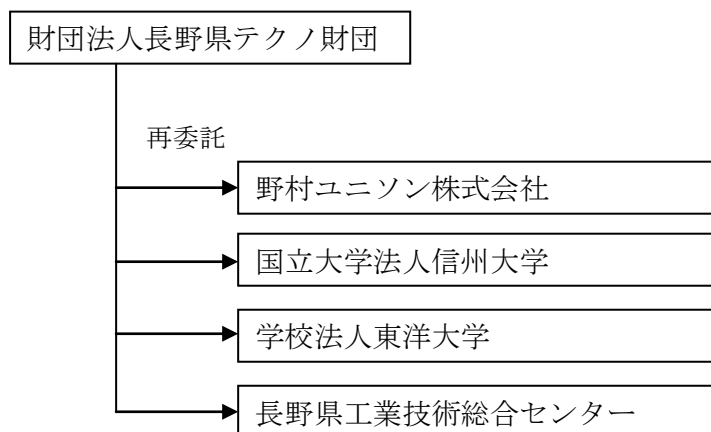 財団法人長野県テクノ財団
再委託
野村ユニソン株式会社
国立大学法人信州大学
学校法人東洋大学
長野県工業技術総合センター